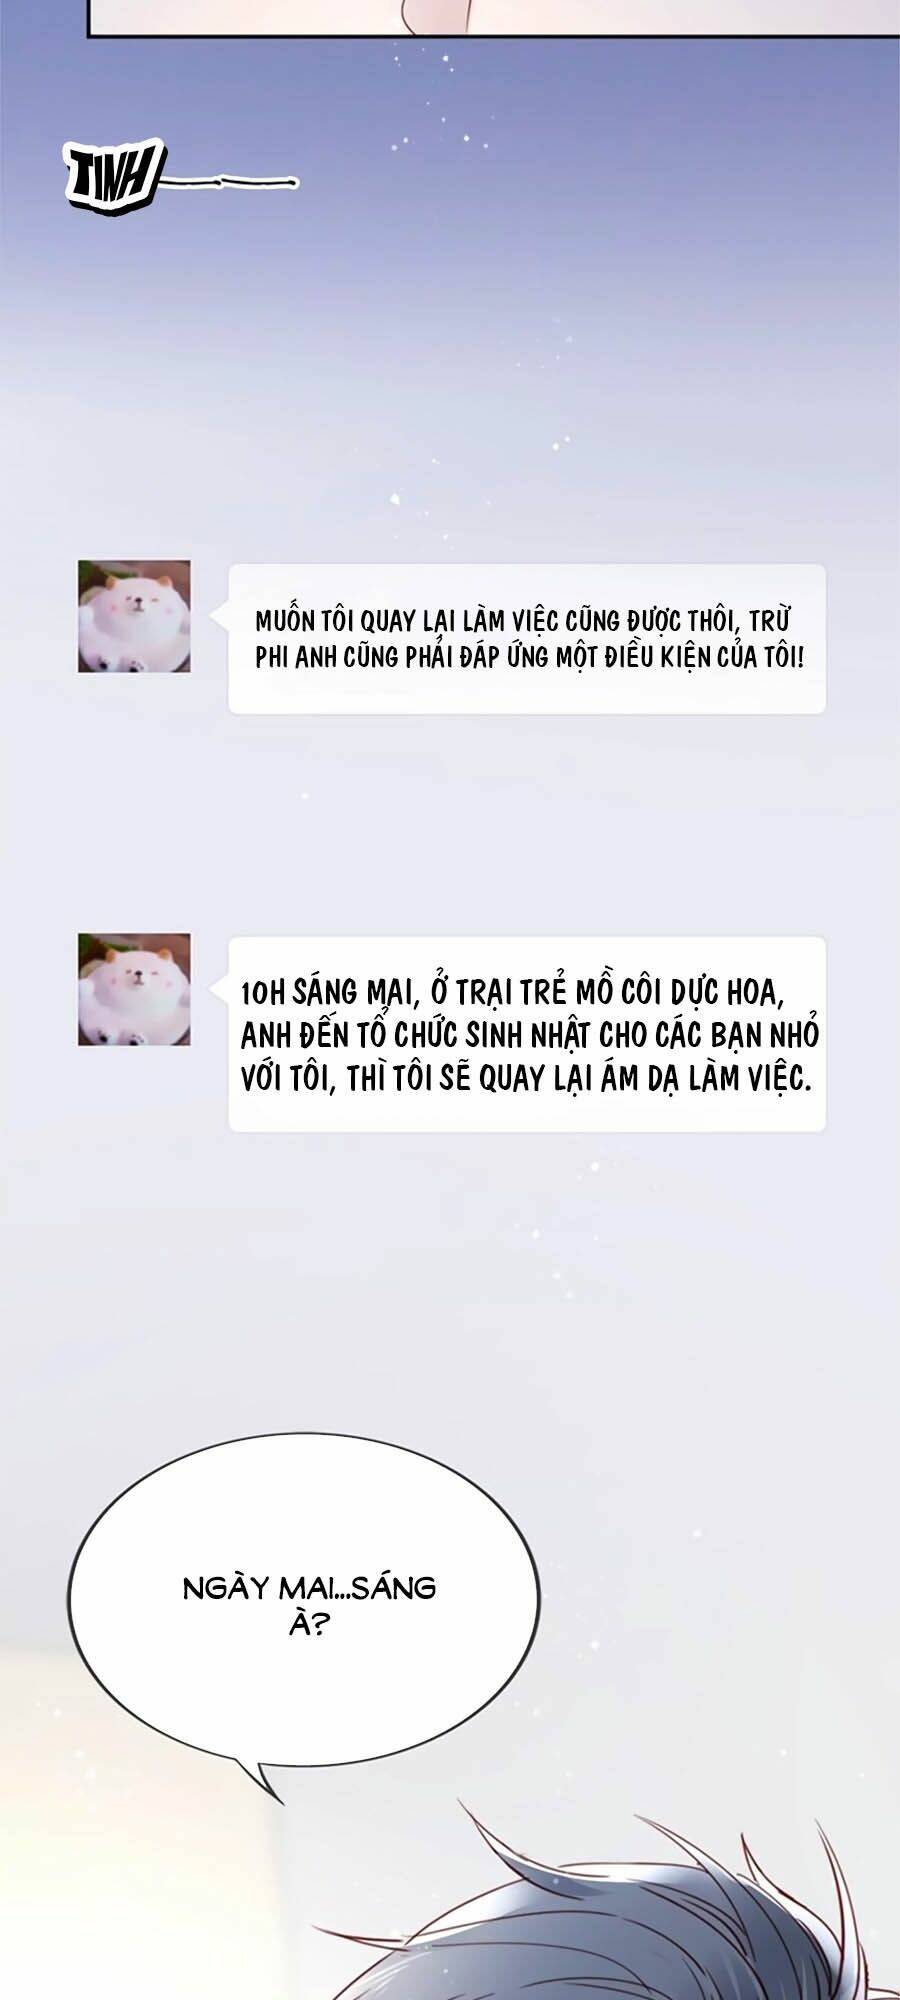 TINH
MUỐN TÔI QUAY LẠI LÀM VIỆC CŨNG ĐƯỢC THÔI, TRỪ
PHI ANH CŨNG PHẢI ĐÁP ỨNG MỘT ĐIỀU KIỆN CỦA TÔI!
10H SÁNG MAI, Ở TRẠI TRẺ MỒ CÔI DỰC HOA,
ANH ĐẾN TỔ CHỨC SINH NHẬT CHO CÁC BẠN NHỎ
VỚI TÔI, THÌ TÔI SẼ QUAY LẠI ÁM DẠ LÀM VIỆC.
NGÀY MAI...SÁNG
À?